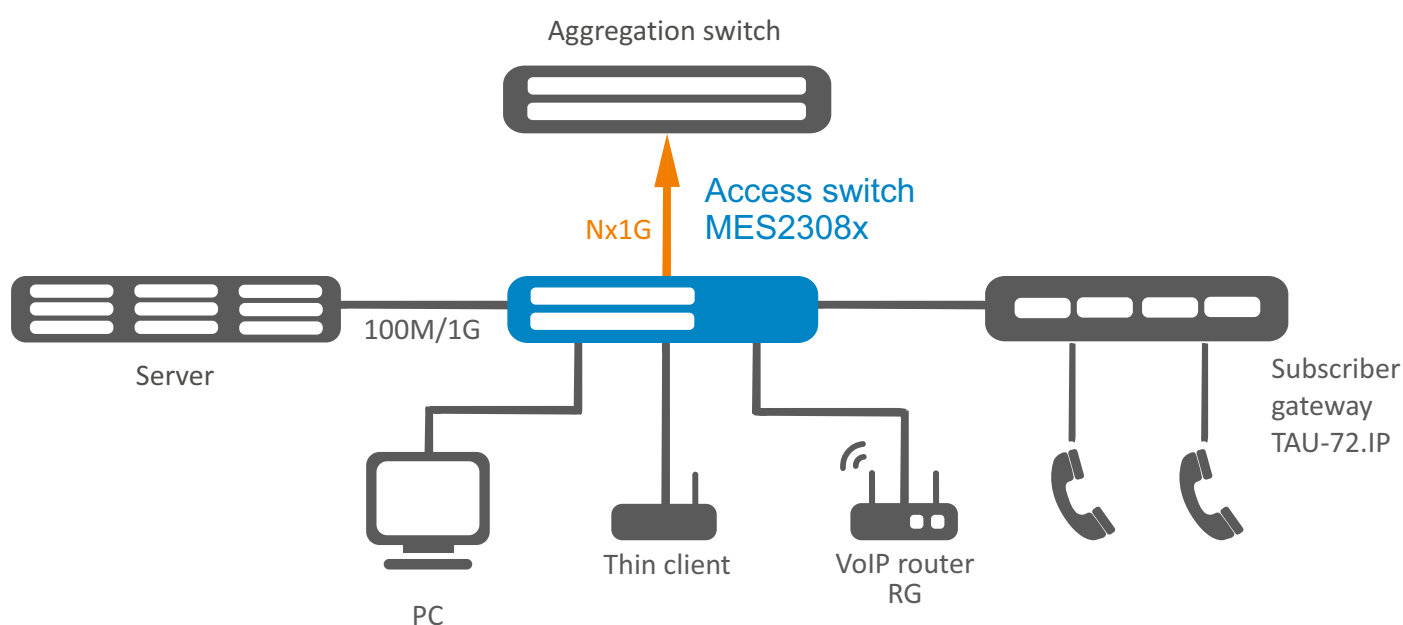 Aggregation switch
Access switch
MES2308x
Nx1G
100M/1G
Server
Subscriber
gateway
TAU-72.IP
Thin client
VoIP router
RG
PC